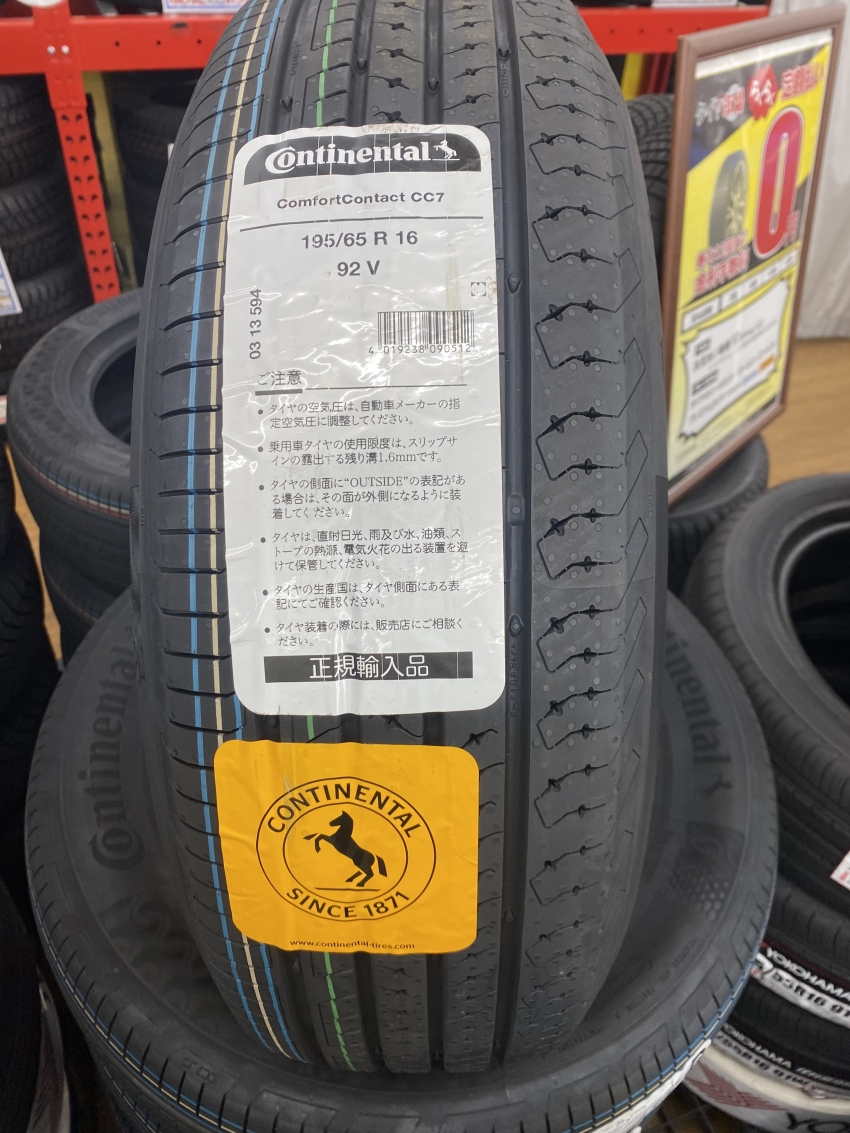 Continental
ComfortContact CC7
195/65 R 16
92 V
03 13 594
4 019238 090512
ご注意
● タイヤの空気圧は、自動車メーカーの指
定空気圧に調整してください。
● 乗用車タイヤの使用限度は、スリップサ
インの露出する残り溝1.6mmです。
● タイヤの側面に“OUTSIDE”の表記があ
る場合は、その面が外側になるように装
着してください。
● タイヤは、直射日光、雨及び水、油類、ス
トーブの熱源、電気火花の出る装置を避
けて保管してください。
● タイヤの生産国は、タイヤ側面にある表
記にてご確認ください。
● タイヤ装着の際には、販売店にご相談く
ださい。
正規輸入品
CONTINENTAL
SINCE 1871
www.continental-tires.com
Continental
ntinental
0
YOKOHAMA
55R16 91
YOKOHAMA